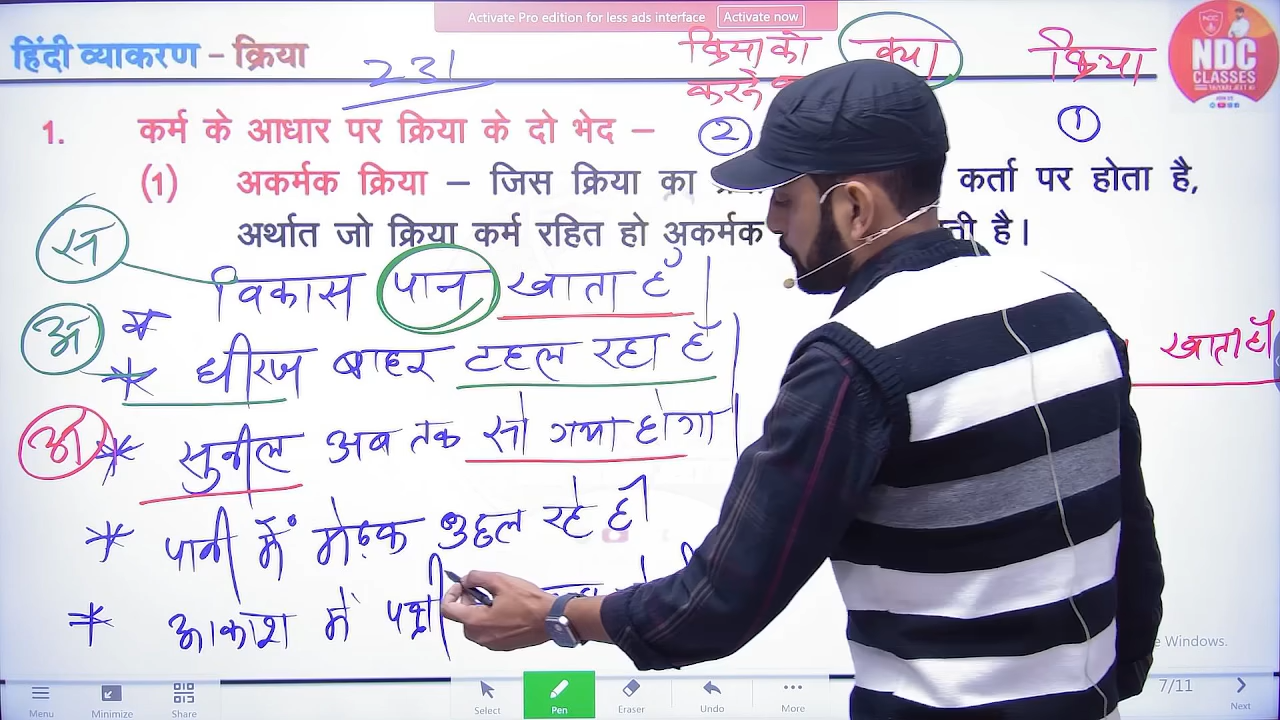 Activate Pro edition for less ads interface Activate now
हिंदी व्याकरण – क्रिया
231
क्रिया को क्या क्रिया
करने
NDC
CLASSES
1. कर्म के आधार पर क्रिया के दो भेद –
② ①
(1) अकर्मक क्रिया – जिस क्रिया का कर्ता पर होता है,
अर्थात जो क्रिया कर्म रहित हो अकर्मक है।
स विकास पान खाता है।
अ * धीरज बाहर टहल रहा है।
खाता है
अ * सुनील अब तक सो गया होगा।
* पानी में मेढ़क उछल रहे हैं
* आकाश में पक्षी
Windows.
Menu Minimize Share Select Pen Eraser Undo More 7/11 Next